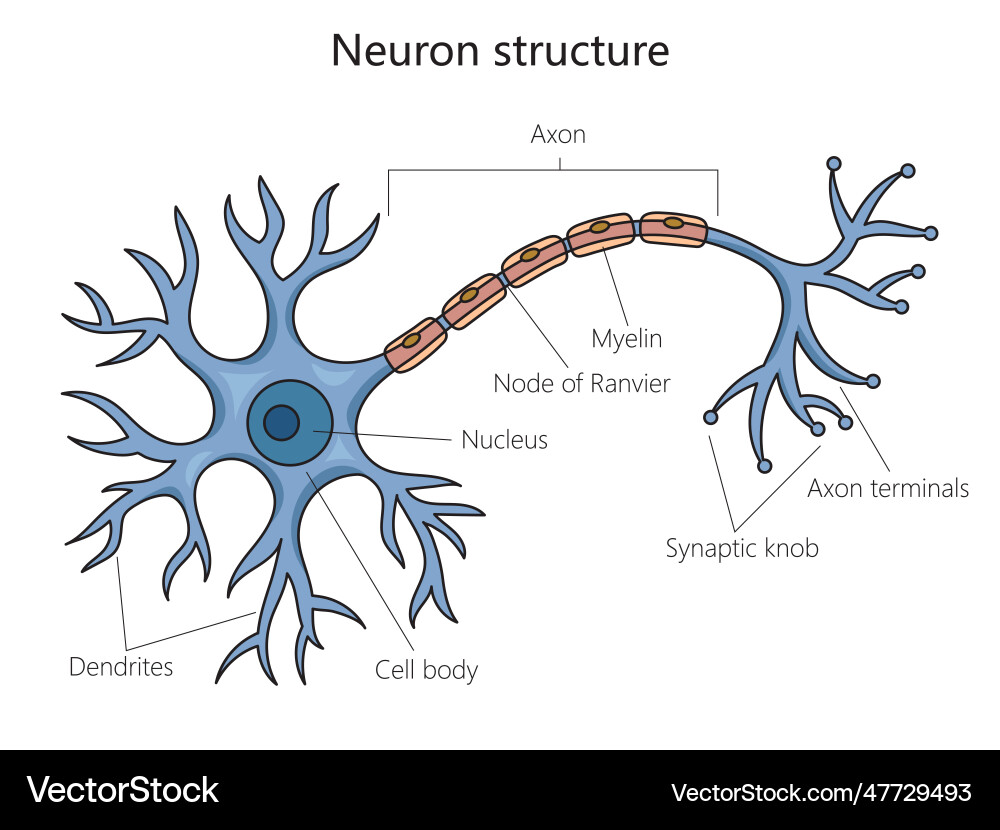 Neuron structure
Axon
Myelin
Node of Ranvier
Nucleus
Axon terminals
Synaptic knob
Dendrites
Cell body
VectorStock
VectorStock.com/47729493